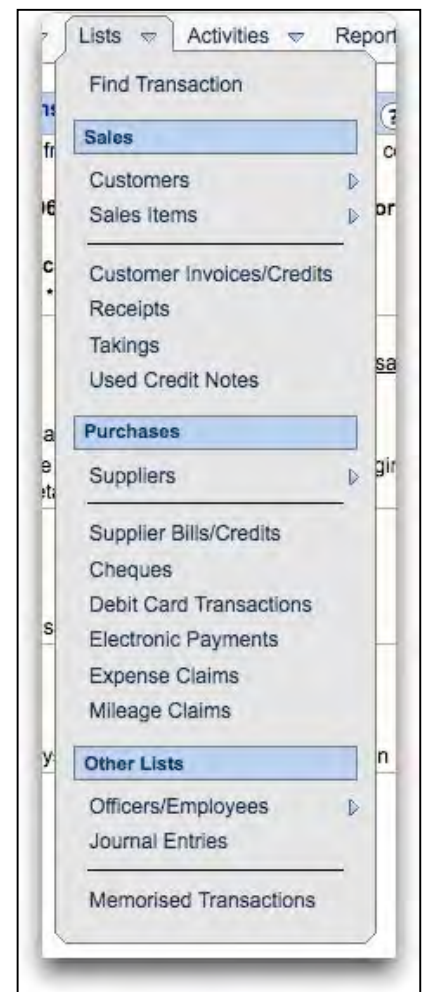 Lists Activities Report
Find Transaction
Sales
Customers
Sales Items
Customer Invoices/Credits
Receipts
Takings
Used Credit Notes
Purchases
Suppliers
Supplier Bills/Credits
Cheques
Debit Card Transactions
Electronic Payments
Expense Claims
Mileage Claims
Other Lists
Officers/Employees
Journal Entries
Memorised Transactions